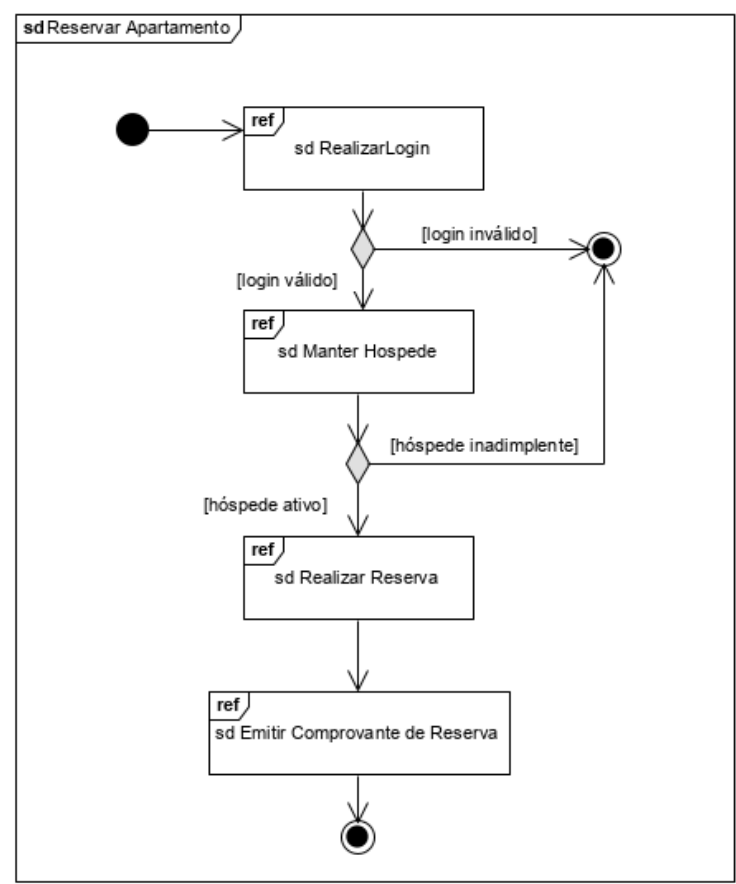 sd Reservar Apartamento
ref
sd RealizarLogin
[login inválido]
[login válido]
ref
sd Manter Hospede
[hóspede inadimplente]
[hóspede ativo]
ref
sd Realizar Reserva
ref
sd Emitir Comprovante de Reserva